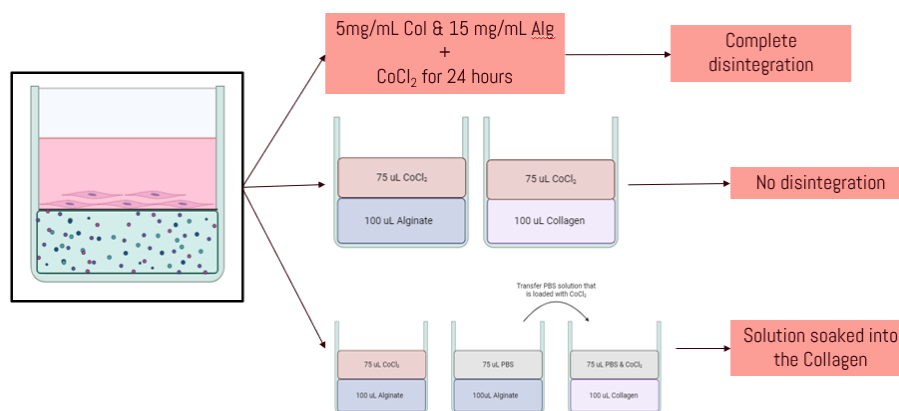 5mg/mL Col & 15 mg/mL Alg
+
CoCl₂ for 24 hours
Complete
disintegration
75 uL CoCl₂
100 uL Alginate
75 uL CoCl₂
100 uL Collagen
No disintegration
Transfer PBS solution that
is loaded with CoCl₂
75 uL CoCl₂
100 uL Alginate
75 uL PBS
100uL Alginate
75 uL PBS & CoCl₂
100 uL Collagen
Solution soaked into
the Collagen